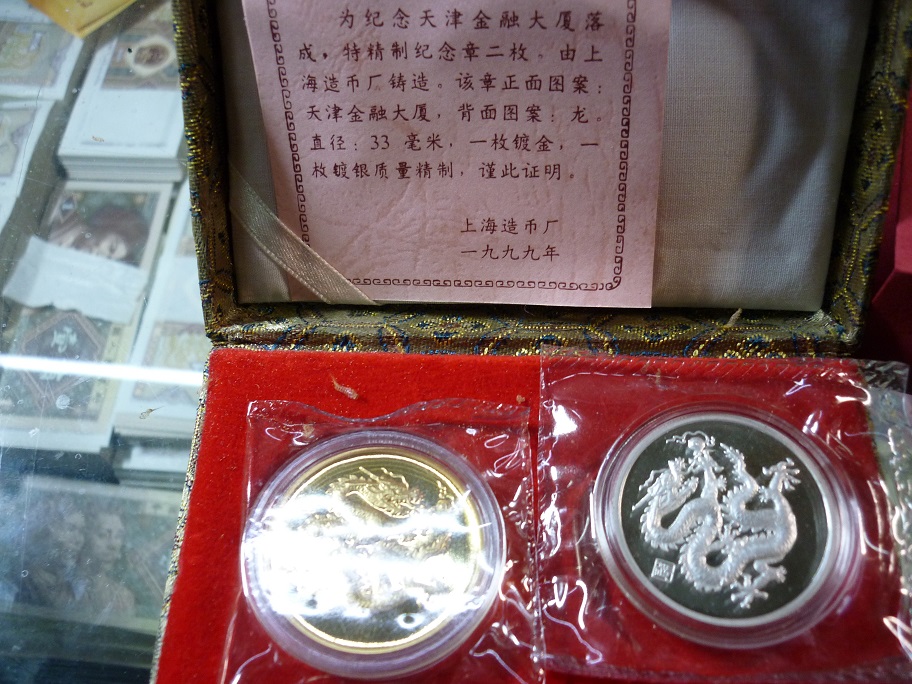 为纪念天津金融大厦落
成，特精制纪念章二枚。由上
海造币厂铸造。该章正面图案：
天津金融大厦，背面图案：龙。
直径：33 毫米，一枚镀金，一
枚镀银质量精制，谨此证明。
上海造币厂
一九九九年